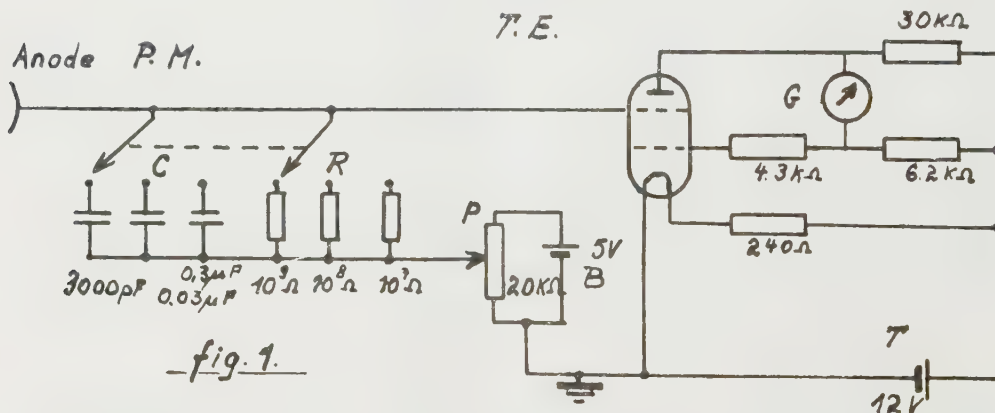 T.E.
30kΩ
Anode P.M.
G
C
R
4.3kΩ
6.2kΩ
P
240Ω
5V
B
20kΩ
3000pF
0,3μF
0.03μF
10⁹Ω
10⁸Ω
10⁷Ω
fig. 1.
T
12V